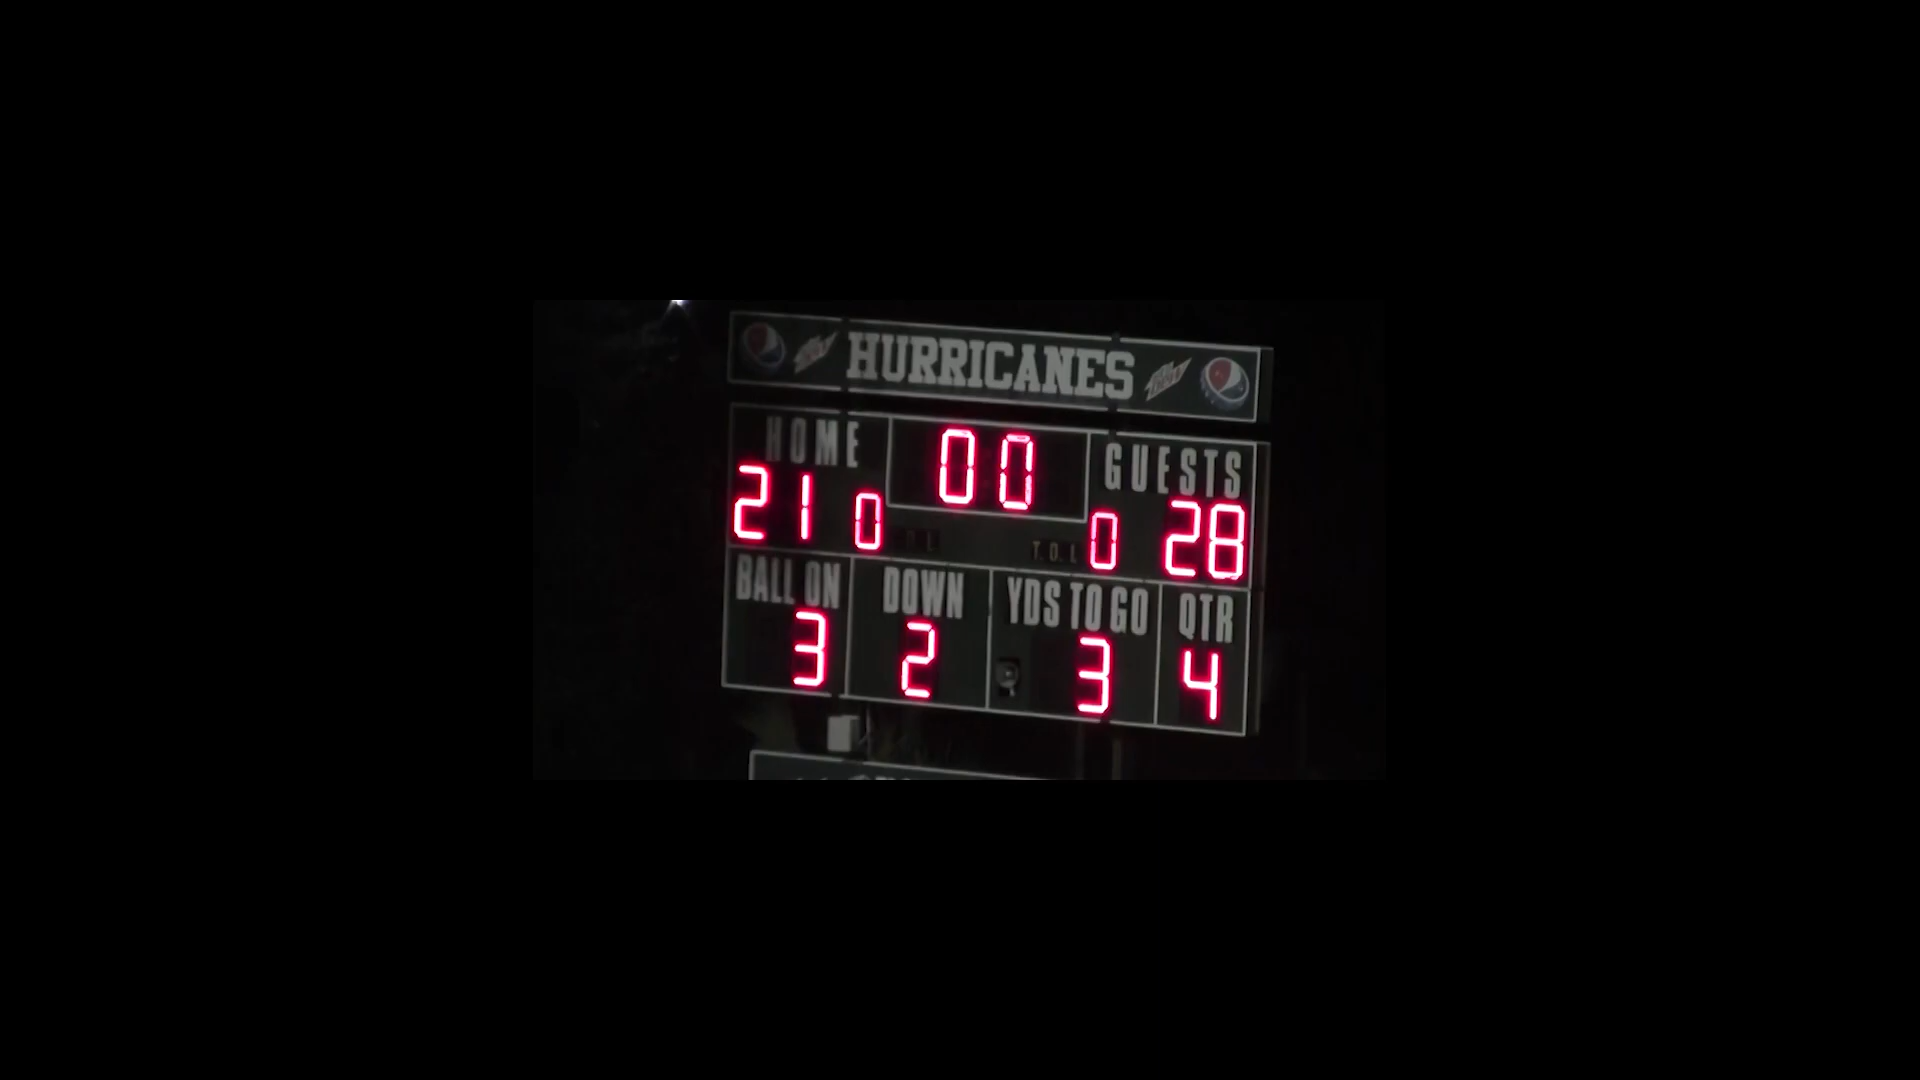 HURRICANES
HOME 00 GUESTS
21 0 T.O.L 0 28
BALL ON DOWN YDS TO GO QTR
3 2 3 4